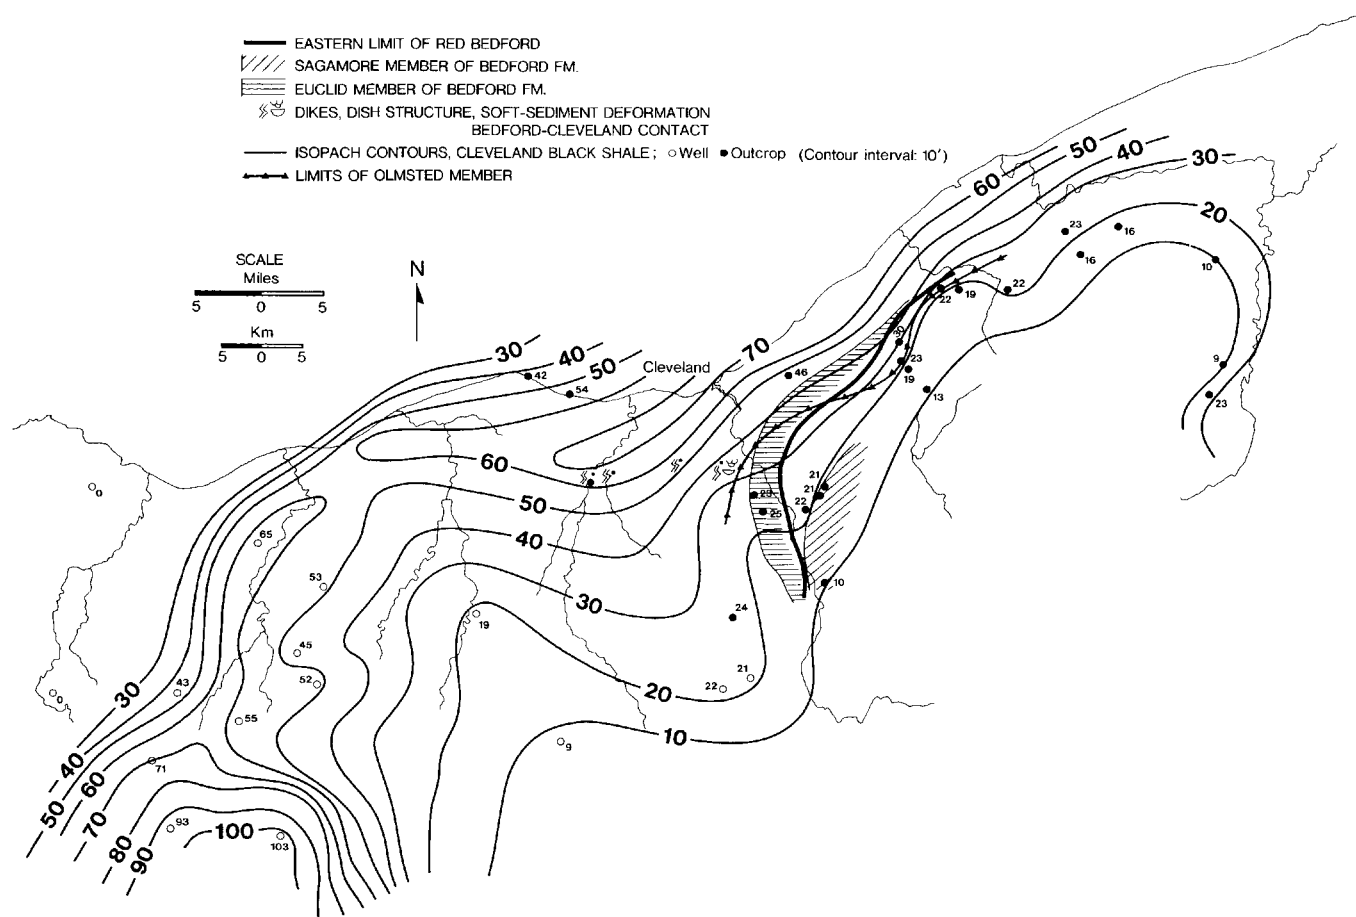 EASTERN LIMIT OF RED BEDFORD
SAGAMORE MEMBER OF BEDFORD FM.
EUCLID MEMBER OF BEDFORD FM.
DIKES, DISH STRUCTURE, SOFT-SEDIMENT DEFORMATION
BEDFORD-CLEVELAND CONTACT
ISOPACH CONTOURS, CLEVELAND BLACK SHALE; Well Outcrop (Contour interval: 10')
LIMITS OF OLMSTED MEMBER
60 50 40 30
20
23 16
16
10
SCALE
Miles
5 0 5
Km
5 0 5
N
22 19 22
30
70
30 40 50
Cleveland
42
54
46
23
19
13
9
23
60
50
40
30
20
10
0
65
53
45
52
55
19
21
21
22
25
25
10
24
21
22
9
0
43
71
93
103
30
40
50
60
70
80
90
100